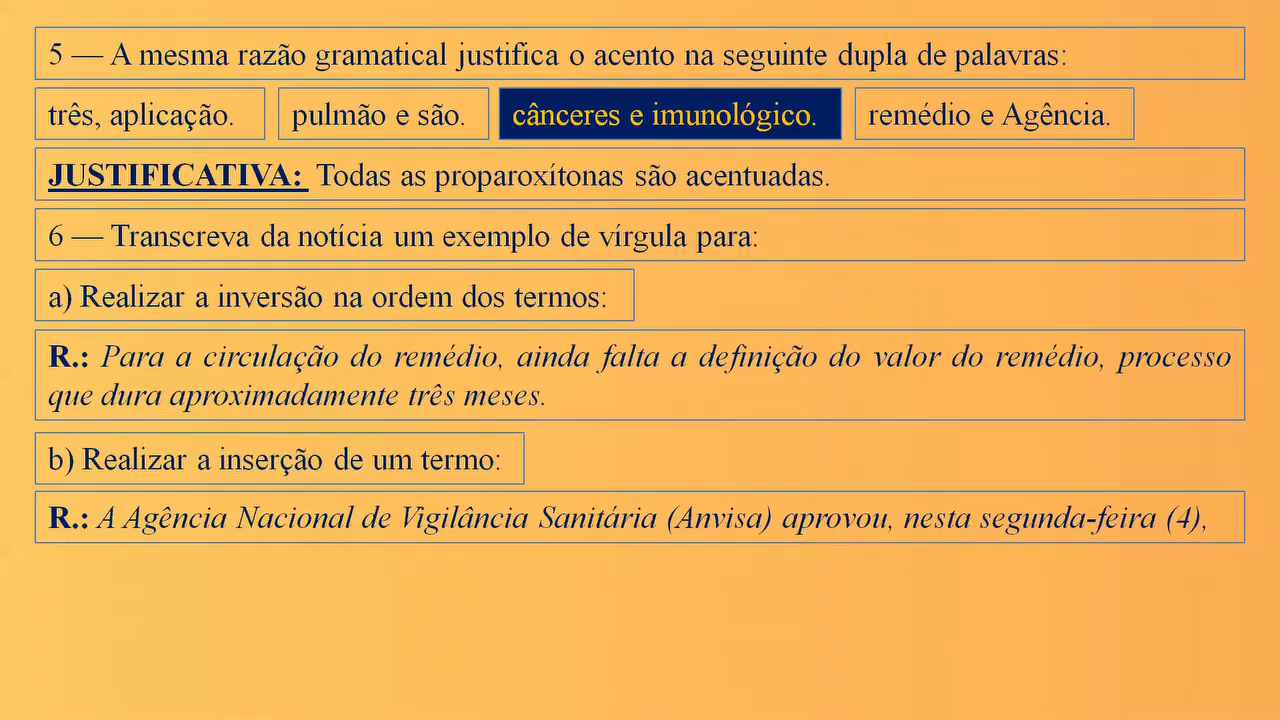 5 — A mesma razão gramatical justifica o acento na seguinte dupla de palavras:
três, aplicação. pulmão e são. cânceres e imunológico. remédio e Agência.
JUSTIFICATIVA: Todas as proparoxítonas são acentuadas.
6 — Transcreva da notícia um exemplo de vírgula para:
a) Realizar a inversão na ordem dos termos:
R.: Para a circulação do remédio, ainda falta a definição do valor do remédio, processo
que dura aproximadamente três meses.
b) Realizar a inserção de um termo:
R.: A Agência Nacional de Vigilância Sanitária (Anvisa) aprovou, nesta segunda-feira (4),